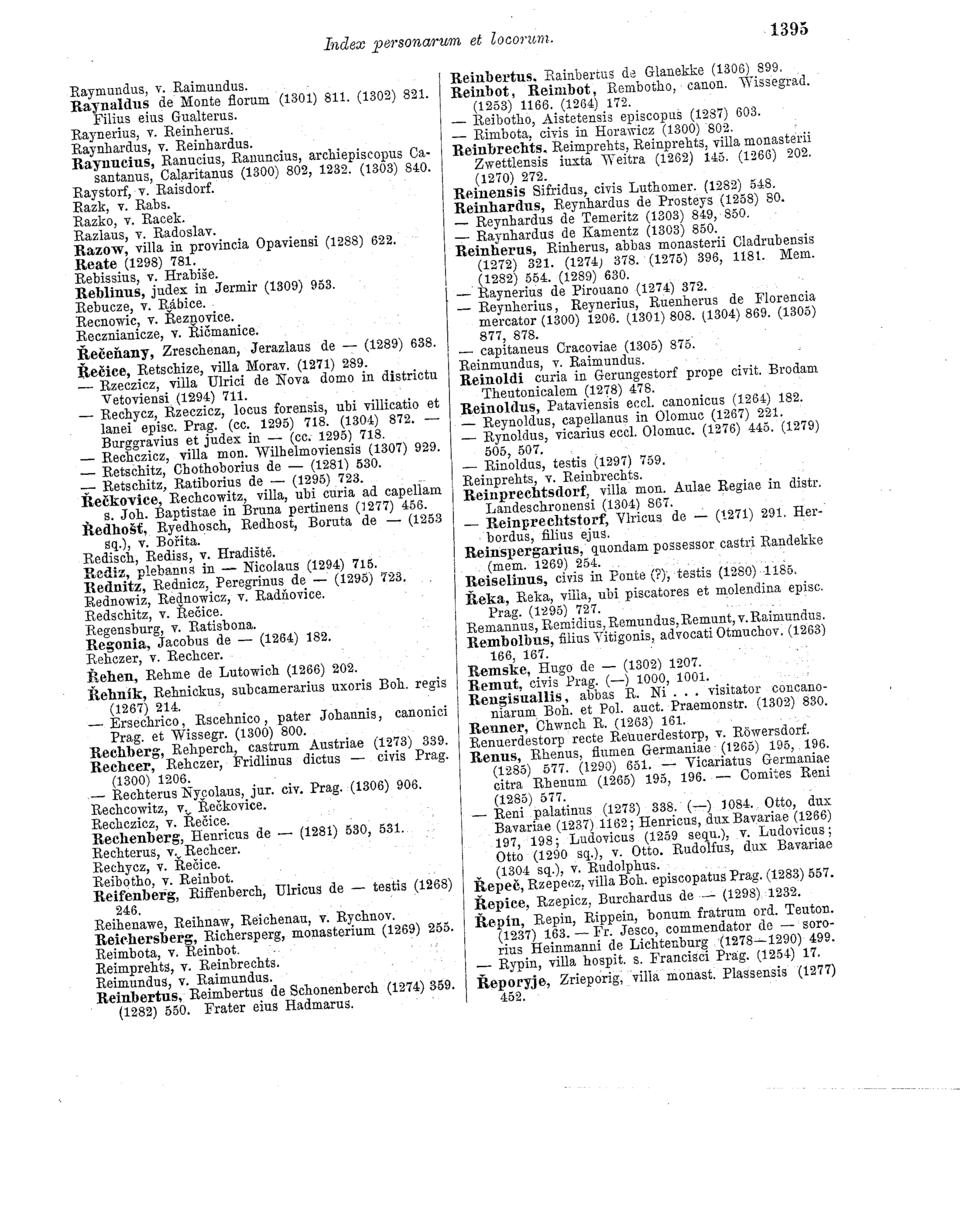 Index personarum et locorum.
1395
Raymundus, v. Raimundus.
Raynaldus de Monte florum (1301) 811. (1302) 821.
Filius eius Gualterus.
Raynerius, v. Reinherus.
Raynhardus, v. Reinhardus.
Raynucius, Ranucius, Ranuncius, archiepiscopus Ca-
santanus, Calaritanus (1300) 802, 1232. (1303) 840.
Raystorf, v. Raisdorf.
Razk, v. Rabs.
Razko, v. Racek.
Razlaus, v. Radoslav.
Razow, villa in provincia Opaviensi (1288) 622.
Reate (1298) 781.
Rebissius, v. Hrabiše.
Reblinus, judex in Jermir (1309) 953.
Rebucze, v. Rábice.
Recnowic, v. Řeznovice.
Recznianicze, v. Řičmanice.
Řečeňany, Zreschenan, Jerazlaus de — (1289) 638.
Řečice, Retschize, villa Morav. (1271) 289.
— Rzeczicz, villa Ulrici de Nova domo in districtu
Vetoviensi (1294) 711.
— Rechycz, Rzeczicz, locus forensis, ubi villicatio et
lanei episc. Prag. (cc. 1295) 718. (1304) 872. —
Burggravius et judex in — (cc. 1295) 718.
— Rechczicz, villa mon. Wilhelmoviensis (1307) 929.
— Retschitz, Chothoborius de — (1281) 530.
— Retschitz, Ratiborius de — (1295) 723.
Řečkovice, Rechcowitz, villa, ubi curia ad capellam
s. Joh. Baptistae in Bruna pertinens (1277) 456.
Ředhošť, Ryedhosch, Redhost, Boruta de — (1253
sq.), v. Bořita.
Redisch, Rediss, v. Hradiště.
Rediz, plebanus in — Nicolaus (1294) 715.
Rednitz, Rednicz, Peregrinus de — (1295) 723.
Rednowiz, Rednowicz, v. Radňovice.
Redschitz, v. Řečice.
Regensburg, v. Ratisbona.
Regonia, Jacobus de — (1264) 182.
Rehczer, v. Rechcer.
Řehen, Rehme de Lutowich (1266) 202.
Řehník, Rehnickus, subcamerarius uxoris Boh. regis
(1267) 214.
— Ersechrico, Rscehnico, pater Johannis, canonici
Prag. et Wissegr. (1300) 800.
Rechberg, Rehperch, castrum Austriae (1273) 339.
Rechcer, Rehczer, Fridlinus dictus — civis Prag.
(1300) 1206.
— Rechterus Nycolaus, jur. civ. Prag. (1306) 906.
Rechcowitz, v. Řečkovice.
Rechczicz, v. Řečice.
Rechenberg, Henricus de — (1281) 530, 531.
Rechterus, v. Rechcer.
Rechycz, v. Řečice.
Reibotho, v. Reinbot.
Reifenberg, Riffenberch, Ulricus de — testis (1268)
246.
Reihenawe, Reihnaw, Reichenau, v. Rychnov.
Reichersberg, Richersperg, monasterium (1269) 255.
Reimbota, v. Reinbot.
Reimprehts, v. Reinbrechts.
Reimundus, v. Raimundus.
Reinbertus, Reimbertus de Schonenberch (1274) 359.
(1282) 550. Frater eius Hadmarus.
Reinbertus, Rainbertus de Glanekke (1306) 899.
Reinbot, Reimbot, Rembotho, canon. Wissegrad.
(1253) 1166. (1264) 172.
— Reibotho, Aistetensis episcopus (1287) 603.
— Rimbota, civis in Horawicz (1300) 802.
Reinbrechts, Reimprehts, Reinprehts, villa monasterii
Zwettlensis iuxta Weitra (1262) 145. (1266) 202.
(1270) 272.
Reinensis Sifridus, civis Luthomer. (1282) 548.
Reinhardus, Reynhardus de Prosteys (1258) 80.
— Reynhardus de Temeritz (1303) 849, 850.
— Raynhardus de Kamentz (1303) 850.
Reinherus, Rinherus, abbas monasterii Cladrubensis
(1272) 321. (1274) 378. (1275) 396, 1181. Mem.
(1282) 554. (1289) 630.
— Raynerius de Pirouano (1274) 372.
— Reynherius, Reynerius, Ruenherus de Florencia
mercator (1300) 1206. (1301) 808. (1304) 869. (1305)
877, 878.
— capitaneus Cracoviae (1305) 875.
Reinmundus, v. Raimundus.
Reinoldi curia in Gerungestorf prope civit. Brodam
Theutonicalem (1278) 478.
Reinoldus, Pataviensis eccl. canonicus (1264) 182.
— Reynoldus, capellanus in Olomuc (1267) 221.
— Rynoldus, vicarius eccl. Olomuc. (1276) 445. (1279)
505, 507.
— Rinoldus, testis (1297) 759.
Reinprehts, v. Reinbrechts.
Reinprechtsdorf, villa mon. Aulae Regiae in distr.
Landeschronensi (1304) 867.
— Reinprechtstorf, Vlricus de — (1271) 291. Her-
bordus, filius ejus.
Reinspergarius, quondam possessor castri Randekke
(mem. 1269) 254.
Reiselinus, civis in Ponte (?), testis (1280) 1185.
Řeka, Reka, villa, ubi piscatores et molendina episc.
Prag. (1295) 727.
Remannus, Remidius, Remundus, Remunt, v. Raimundus.
Rembolbus, filius Vitigonis, advocati Otmuchov. (1263)
166, 167.
Remske, Hugo de — (1302) 1207.
Remut, civis Prag. (—) 1000, 1001.
Rengisuallis, abbas R. Ni . . . visitator concano-
niarum Boh. et Pol. auct. Praemonstr. (1302) 830.
Renner, Chwnch R. (1263) 161.
Renuerdestorp recte Reuuerdestorp, v. Röwersdorf.
Renus, Rhenus, flumen Germaniae (1265) 195, 196.
(1285) 577. (1290) 651. — Vicariatus Germaniae
citra Rhenum (1265) 195, 196. — Comites Reni
(1285) 577.
— Reni palatinus (1273) 338. (—) 1084. Otto, dux
Bavariae (1237) 1162; Henricus, dux Bavariae (1266)
197, 198; Ludovicus (1259 sequ.), v. Ludovicus;
Otto (1290 sq.), v. Otto. Rudolfus, dux Bavariae
(1304 sq.), v. Rudolphus.
Řepeč, Rzepecz, villa Boh. episcopatus Prag. (1283) 557.
Řepice, Rzepicz, Burchardus de — (1298) 1232.
Řepín, Repin, Rippein, bonum fratrum ord. Teuton.
(1237) 163. — Fr. Jesco, commendator de — soro-
rius Heinmanni de Lichtenburg (1278—1290) 499.
— Rypin, villa hospit. s. Francisci Prag. (1254) 17.
Řeporyje, Zrieporig, villa monast. Plassensis (1277)
452.